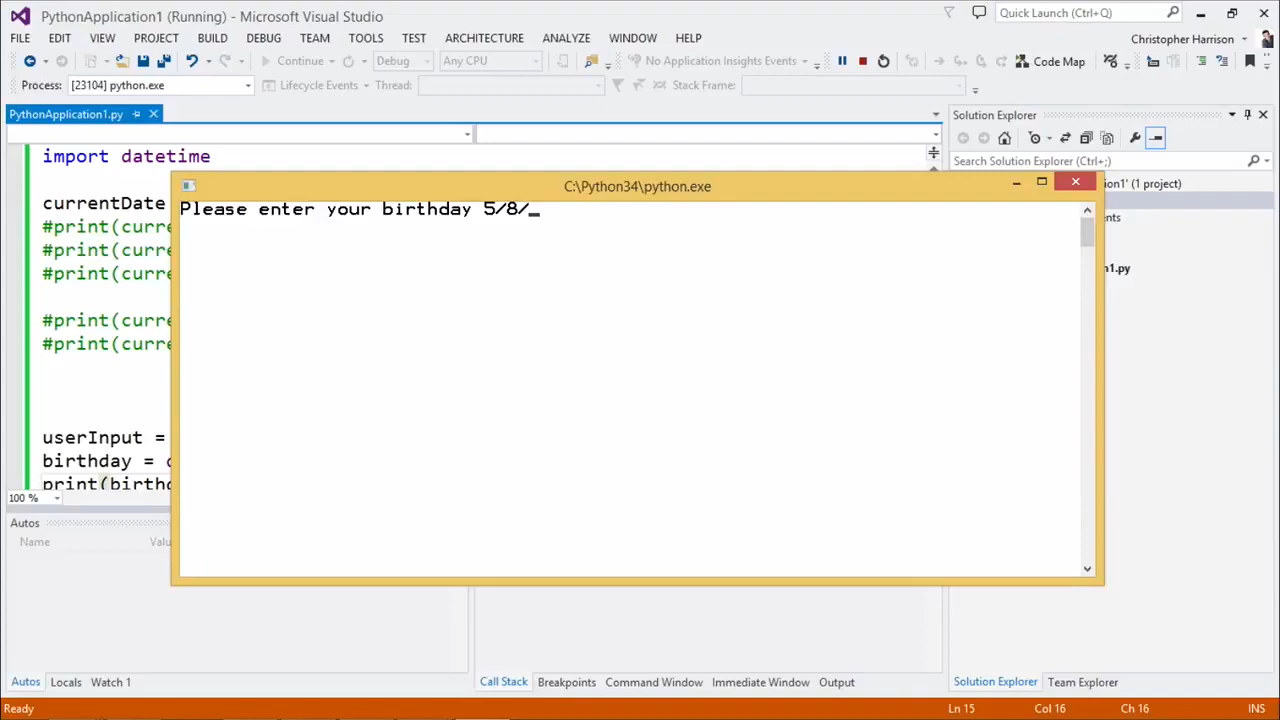 PythonApplication1 (Running) - Microsoft Visual Studio
Quick Launch (Ctrl+Q)
FILE EDIT VIEW PROJECT BUILD DEBUG TEAM TOOLS TEST ARCHITECTURE ANALYZE WINDOW HELP
Christopher Harrison
Continue Debug Any CPU No Application Insights Events Code Map
Process: [23104] python.exe Lifecycle Events Thread: Stack Frame:
PythonApplication1.py
Solution Explorer
Search Solution Explorer (Ctrl+;)
import datetime
C:\Python34\python.exe
ion1' (1 project)
currentDate
Please enter your birthday 5/8/_
ents
#print(curre
#print(curre
#print(curre
n1.py
#print(curre
#print(curre
userInput =
birthday =
print(birthd
100 %
Autos
Name Valu
Autos Locals Watch 1
Call Stack Breakpoints Command Window Immediate Window Output
Solution Explorer Team Explorer
Ready
Ln 15 Col 16 Ch 16 INS